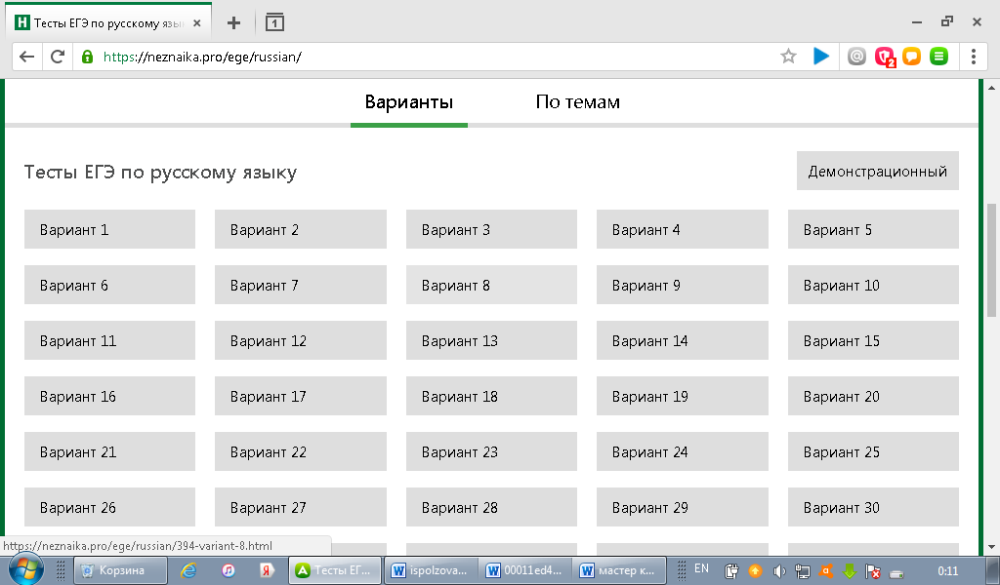 Тесты ЕГЭ по русскому язы
1
https://neznaika.pro/ege/russian/
2
Варианты По темам
Тесты ЕГЭ по русскому языку Демонстрационный
Вариант 1 Вариант 2 Вариант 3 Вариант 4 Вариант 5
Вариант 6 Вариант 7 Вариант 8 Вариант 9 Вариант 10
Вариант 11 Вариант 12 Вариант 13 Вариант 14 Вариант 15
Вариант 16 Вариант 17 Вариант 18 Вариант 19 Вариант 20
Вариант 21 Вариант 22 Вариант 23 Вариант 24 Вариант 25
Вариант 26 Вариант 27 Вариант 28 Вариант 29 Вариант 30
https://neznaika.pro/ege/russian/394-variant-8.html
Корзина Тесты ЕГ... ispolzova... 00011ed4... мастер к... EN 0:11